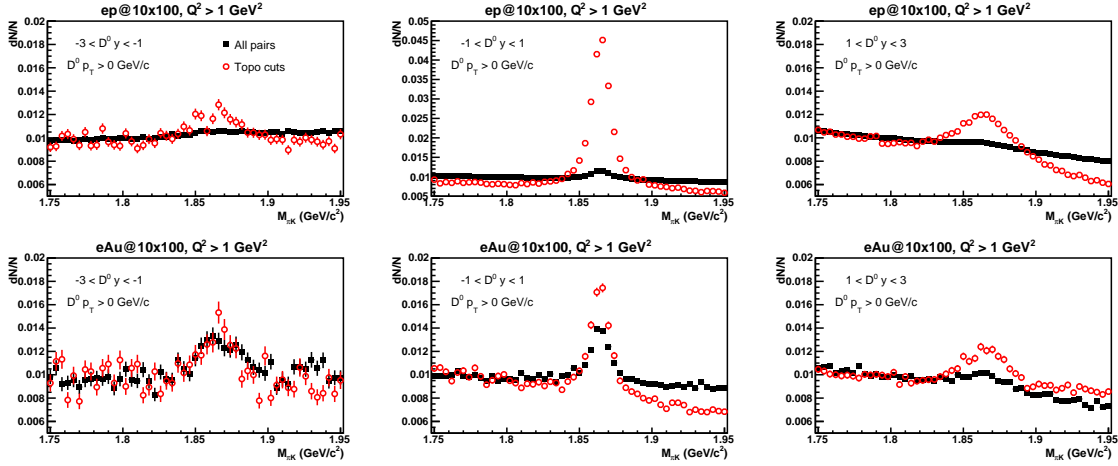 ep@10x100, Q² > 1 GeV²
dN/N
0.02
0.018
0.016
0.014
0.012
0.01
0.008
0.006
-3 < D⁰ y < -1
D⁰ p_T > 0 GeV/c
All pairs
Topo cuts
1.75 1.8 1.85 1.9 1.95
M_πK (GeV/c²)
ep@10x100, Q² > 1 GeV²
dN/N
0.05
0.045
0.04
0.035
0.03
0.025
0.02
0.015
0.01
0.005
-1 < D⁰ y < 1
D⁰ p_T > 0 GeV/c
1.75 1.8 1.85 1.9 1.95
M_πK (GeV/c²)
ep@10x100, Q² > 1 GeV²
dN/N
0.02
0.018
0.016
0.014
0.012
0.01
0.008
0.006
1 < D⁰ y < 3
D⁰ p_T > 0 GeV/c
1.75 1.8 1.85 1.9 1.95
M_πK (GeV/c²)
eAu@10x100, Q² > 1 GeV²
dN/N
0.02
0.018
0.016
0.014
0.012
0.01
0.008
0.006
-3 < D⁰ y < -1
D⁰ p_T > 0 GeV/c
1.75 1.8 1.85 1.9 1.95
M_πK (GeV/c²)
eAu@10x100, Q² > 1 GeV²
dN/N
0.02
0.018
0.016
0.014
0.012
0.01
0.008
0.006
-1 < D⁰ y < 1
D⁰ p_T > 0 GeV/c
1.75 1.8 1.85 1.9 1.95
M_πK (GeV/c²)
eAu@10x100, Q² > 1 GeV²
dN/N
0.02
0.018
0.016
0.014
0.012
0.01
0.008
0.006
1 < D⁰ y < 3
D⁰ p_T > 0 GeV/c
1.75 1.8 1.85 1.9 1.95
M_πK (GeV/c²)